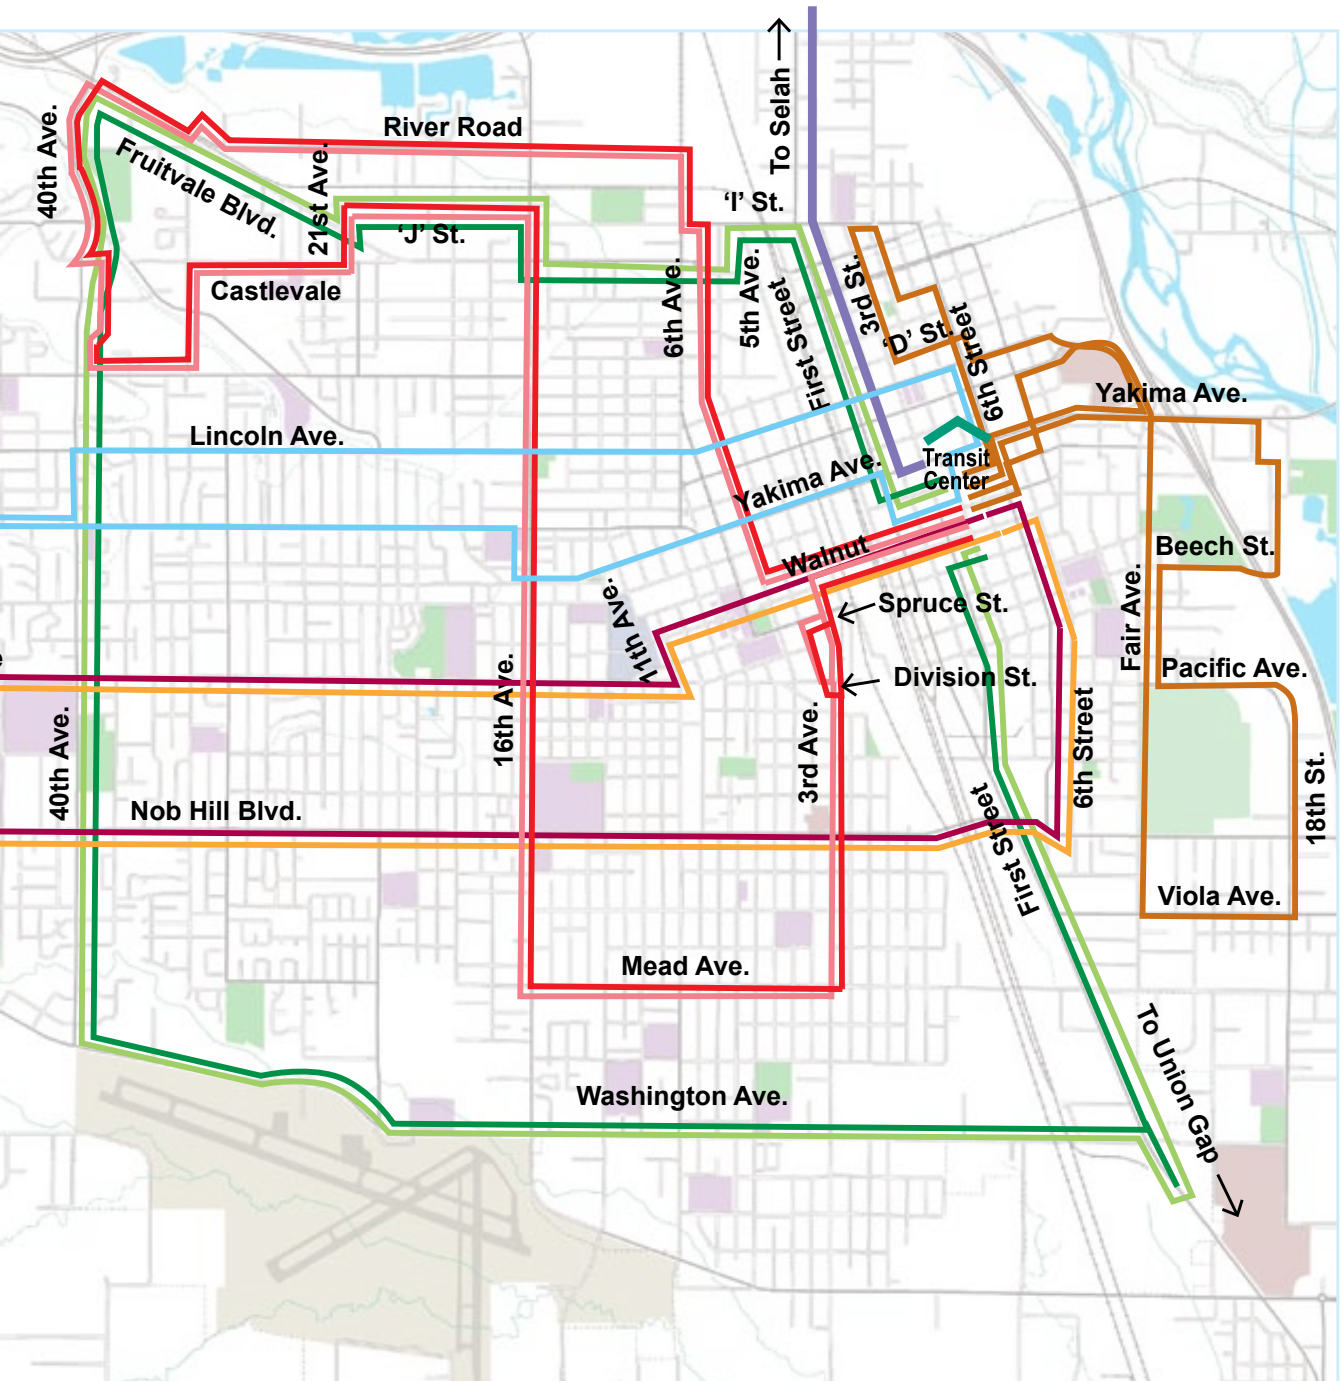 To Selah
40th Ave.
River Road
Fruitvale Blvd.
21st Ave.
'I' St.
'J' St.
Castlevale
6th Ave.
5th Ave.
First Street
3rd St.
'D' St.
6th Street
Yakima Ave.
Lincoln Ave.
Yakima Ave.
Transit
Center
Walnut
Beech St.
11th Ave.
Spruce St.
Fair Ave.
Division St.
Pacific Ave.
16th Ave.
40th Ave.
3rd Ave.
6th Street
18th St.
Nob Hill Blvd.
First Street
Viola Ave.
Mead Ave.
To Union Gap
Washington Ave.